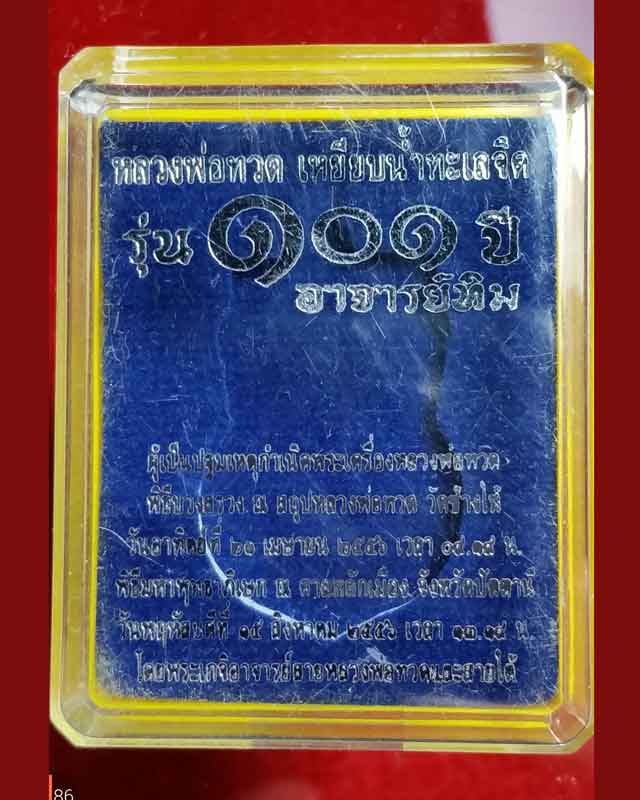 หลวงพ่อทวด เหยียบน้ำทะเลจืด
รุ่น ๑๐๑ ปี
อาจารย์ทิม
ผู้เป็นปฐมเหตุกำเนิดพระเครื่องหลวงพ่อทวด
พิธีบวงสรวง ณ สถูปหลวงพ่อทวด วัดช้างให้
วันอาทิตย์ที่ ๒๑ เมษายน ๒๕๕๖ เวลา ๐๙.๑๙ น.
พิธีมหาพุทธาภิเษก ณ ศาลหลักเมือง จังหวัดปัตตานี
วันพฤหัสบดีที่ ๑๕ สิงหาคม ๒๕๕๖ เวลา ๑๓.๑๙ น.
โดยพระเกจิอาจารย์สายหลวงพ่อทวดและสายใต้
86